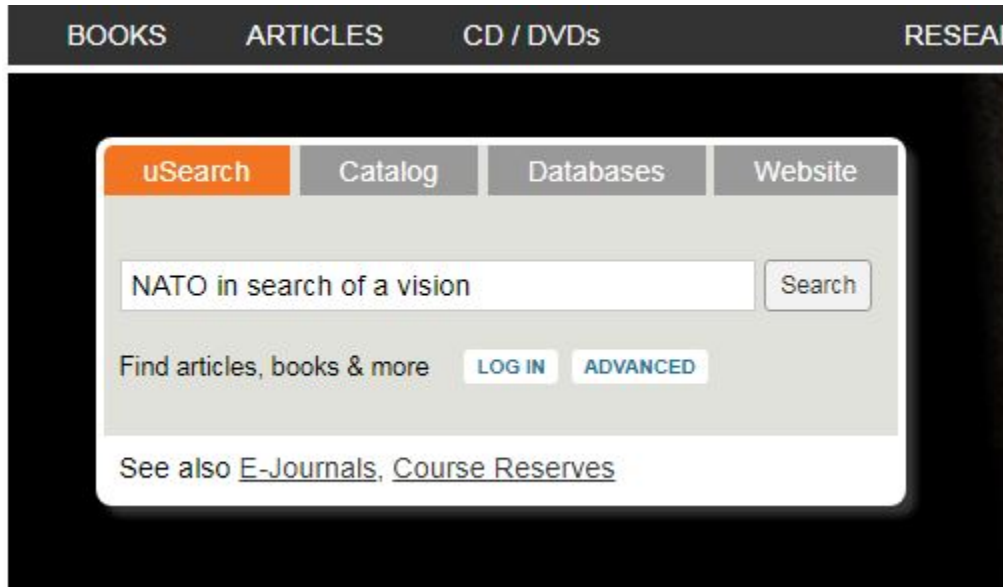 BOOKS ARTICLES CD / DVDs
uSearch Catalog Databases Website
NATO in search of a vision Search
Find articles, books & more LOG IN ADVANCED
See also E-Journals, Course Reserves